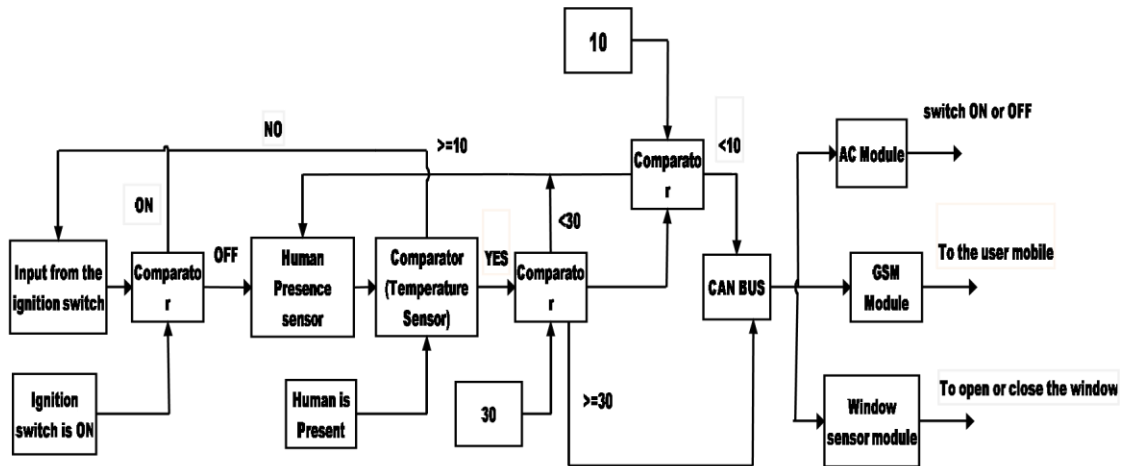 10
switch ON or OFF
NO
>=10
<10
Comparato
r
AC Module
ON
<30
OFF
YES
To the user mobile
Input from the
ignition switch
Comparato
r
Human
Presence
sensor
Comparator
(Temperature
Sensor)
Comparato
r
CAN BUS
GSM
Module
Ignition
switch is ON
Human is
Present
30
>=30
Window
sensor module
To open or close the window